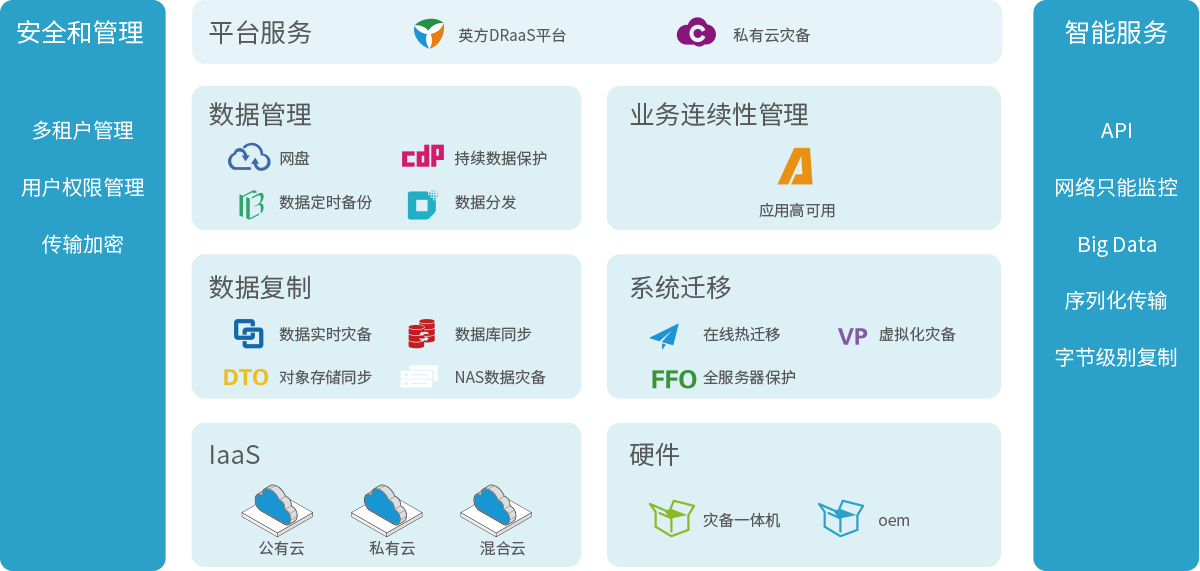 安全和管理
多租户管理
用户权限管理
传输加密
平台服务
英方DRaaS平台
私有云灾备
数据管理
网盘
cdp 持续数据保护
数据定时备份
数据分发
业务连续性管理
应用高可用
数据复制
数据实时灾备
数据库同步
DTO 对象存储同步
NAS数据灾备
系统迁移
在线热迁移
VP 虚拟化灾备
FFO 全服务器保护
IaaS
公有云
私有云
混合云
硬件
灾备一体机
oem
智能服务
API
网络只能监控
Big Data
序列化传输
字节级别复制